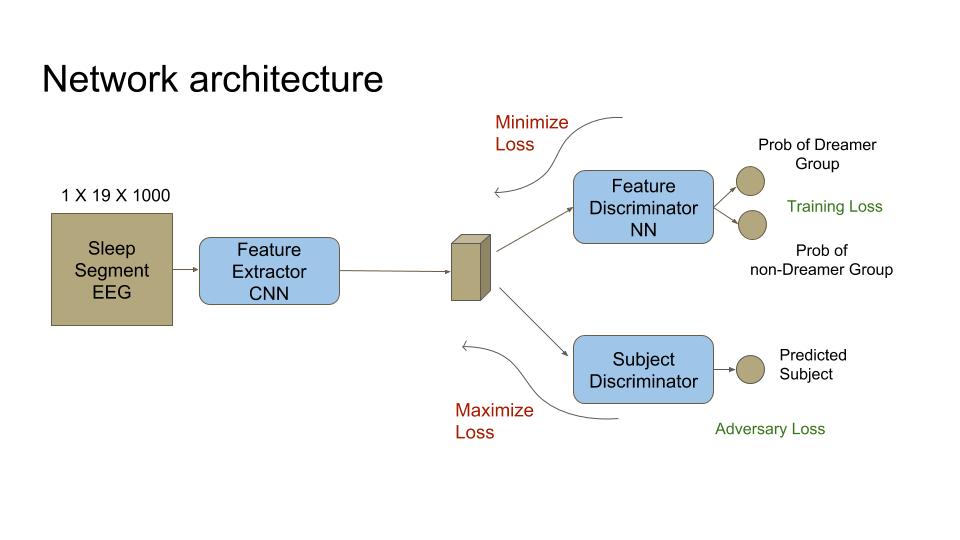 Network architecture
Minimize
Loss
Prob of Dreamer
Group
1 X 19 X 1000
Feature
Discriminator
NN
Training Loss
Sleep
Segment
EEG
Feature
Extractor
CNN
Prob of
non-Dreamer Group
Subject
Discriminator
Predicted
Subject
Maximize
Loss
Adversary Loss